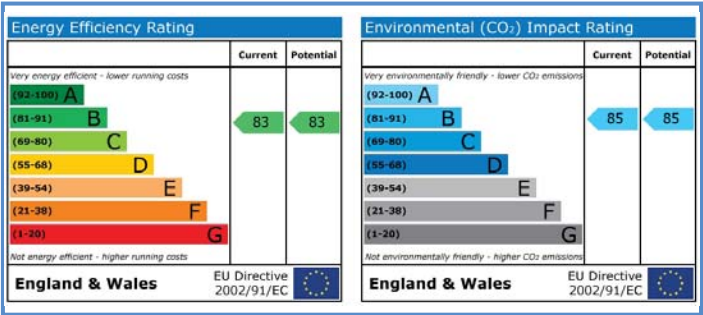 Energy Efficiency Rating
Current Potential
Very energy efficient - lower running costs
(92-100) A
(81-91) B
83 83
(69-80) C
(55-68) D
(39-54) E
(21-38) F
(1-20) G
Not energy efficient - higher running costs
England & Wales
EU Directive
2002/91/EC
Environmental (CO₂) Impact Rating
Current Potential
Very environmentally friendly - lower CO₂ emissions
(92-100) A
(81-91) B
85 85
(69-80) C
(55-68) D
(39-54) E
(21-38) F
(1-20) G
Not environmentally friendly - higher CO₂ emissions
England & Wales
EU Directive
2002/91/EC